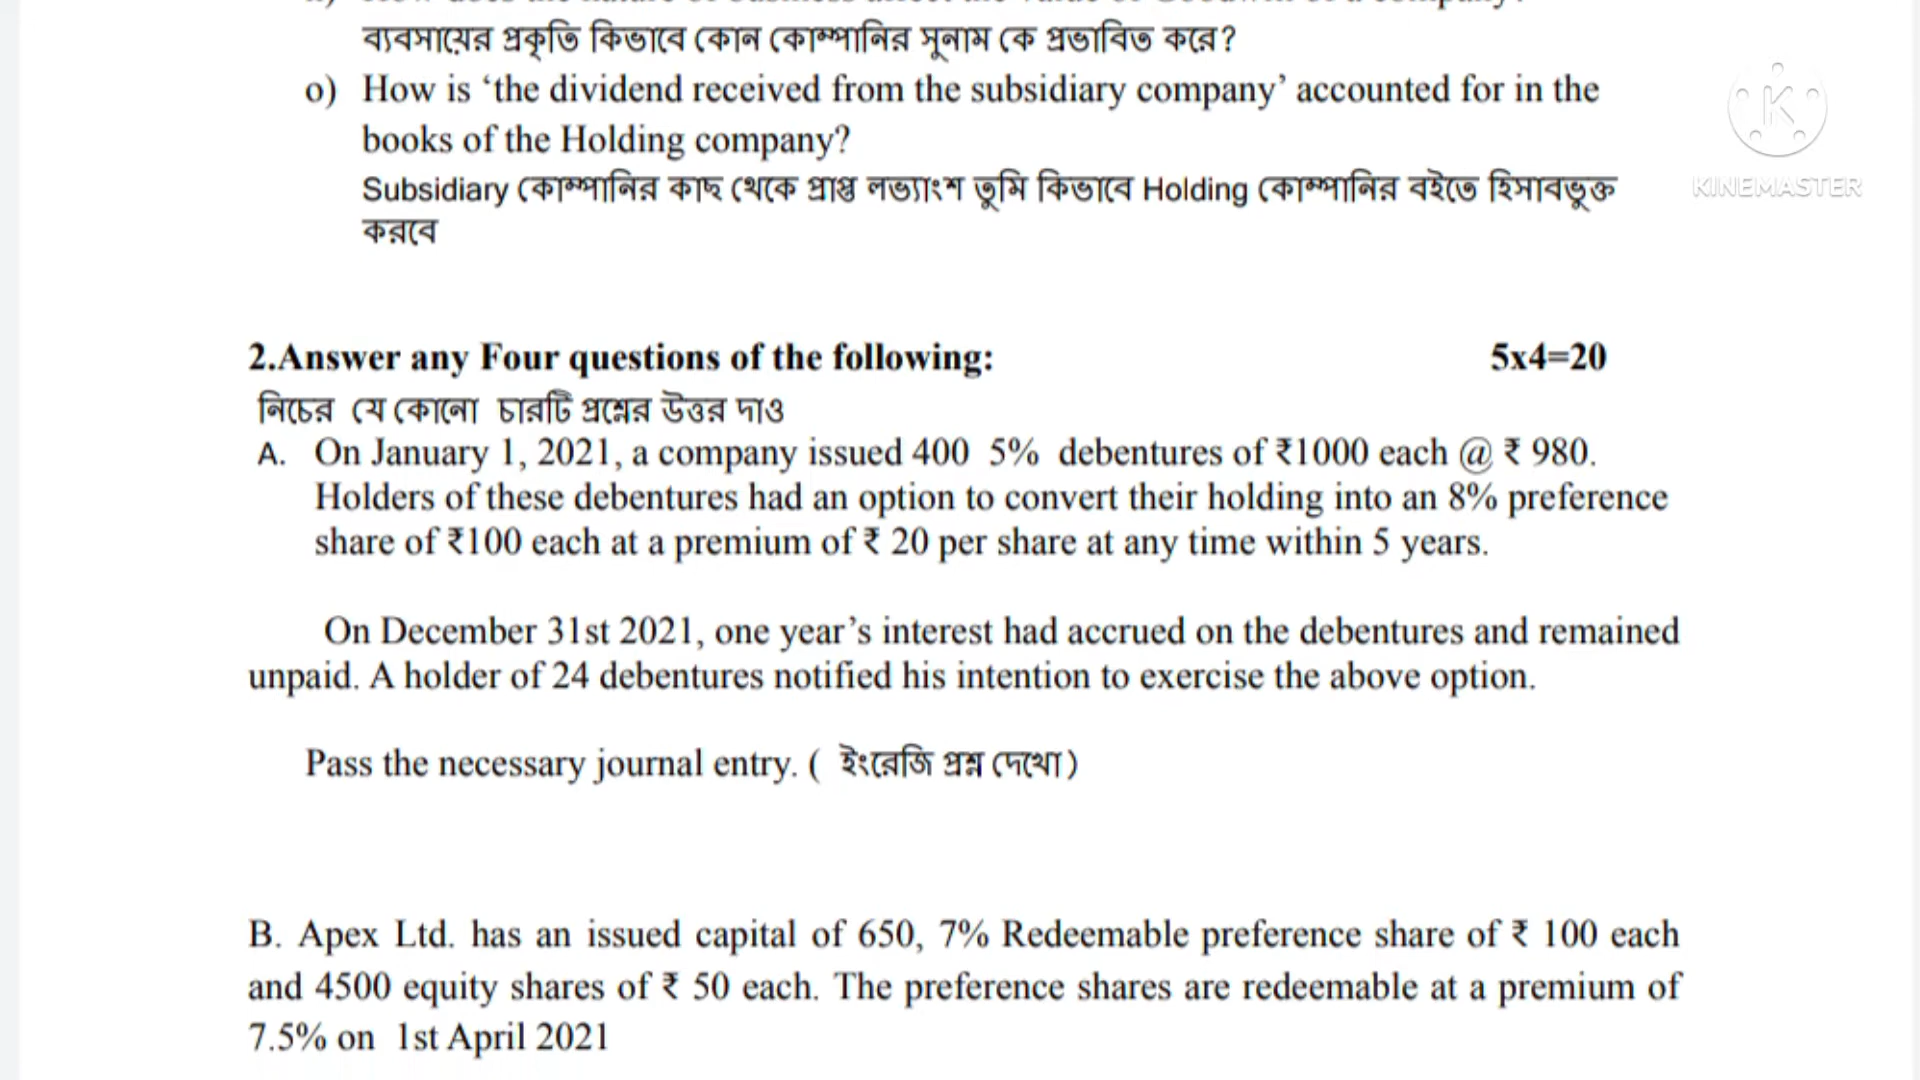 ব্যবসায়ের প্রকৃতি কিভাবে কোন কোম্পানির সুনাম কে প্রভাবিত করে?
o) How is ‘the dividend received from the subsidiary company’ accounted for in the
books of the Holding company?
Subsidiary কোম্পানির কাছ থেকে প্রাপ্ত লভ্যাংশ তুমি কিভাবে Holding কোম্পানির বইতে হিসাবভূক্ত
করবে
K
KINEMASTER
2.Answer any Four questions of the following: 5x4=20
নিচের যে কোনো চারটি প্রশ্নের উত্তর দাও
A. On January 1, 2021, a company issued 400 5% debentures of ₹1000 each @ ₹ 980.
Holders of these debentures had an option to convert their holding into an 8% preference
share of ₹100 each at a premium of ₹ 20 per share at any time within 5 years.
On December 31st 2021, one year’s interest had accrued on the debentures and remained
unpaid. A holder of 24 debentures notified his intention to exercise the above option.
Pass the necessary journal entry. ( ইংরেজি প্রশ্ন দেখো)
B. Apex Ltd. has an issued capital of 650, 7% Redeemable preference share of ₹ 100 each
and 4500 equity shares of ₹ 50 each. The preference shares are redeemable at a premium of
7.5% on 1st April 2021